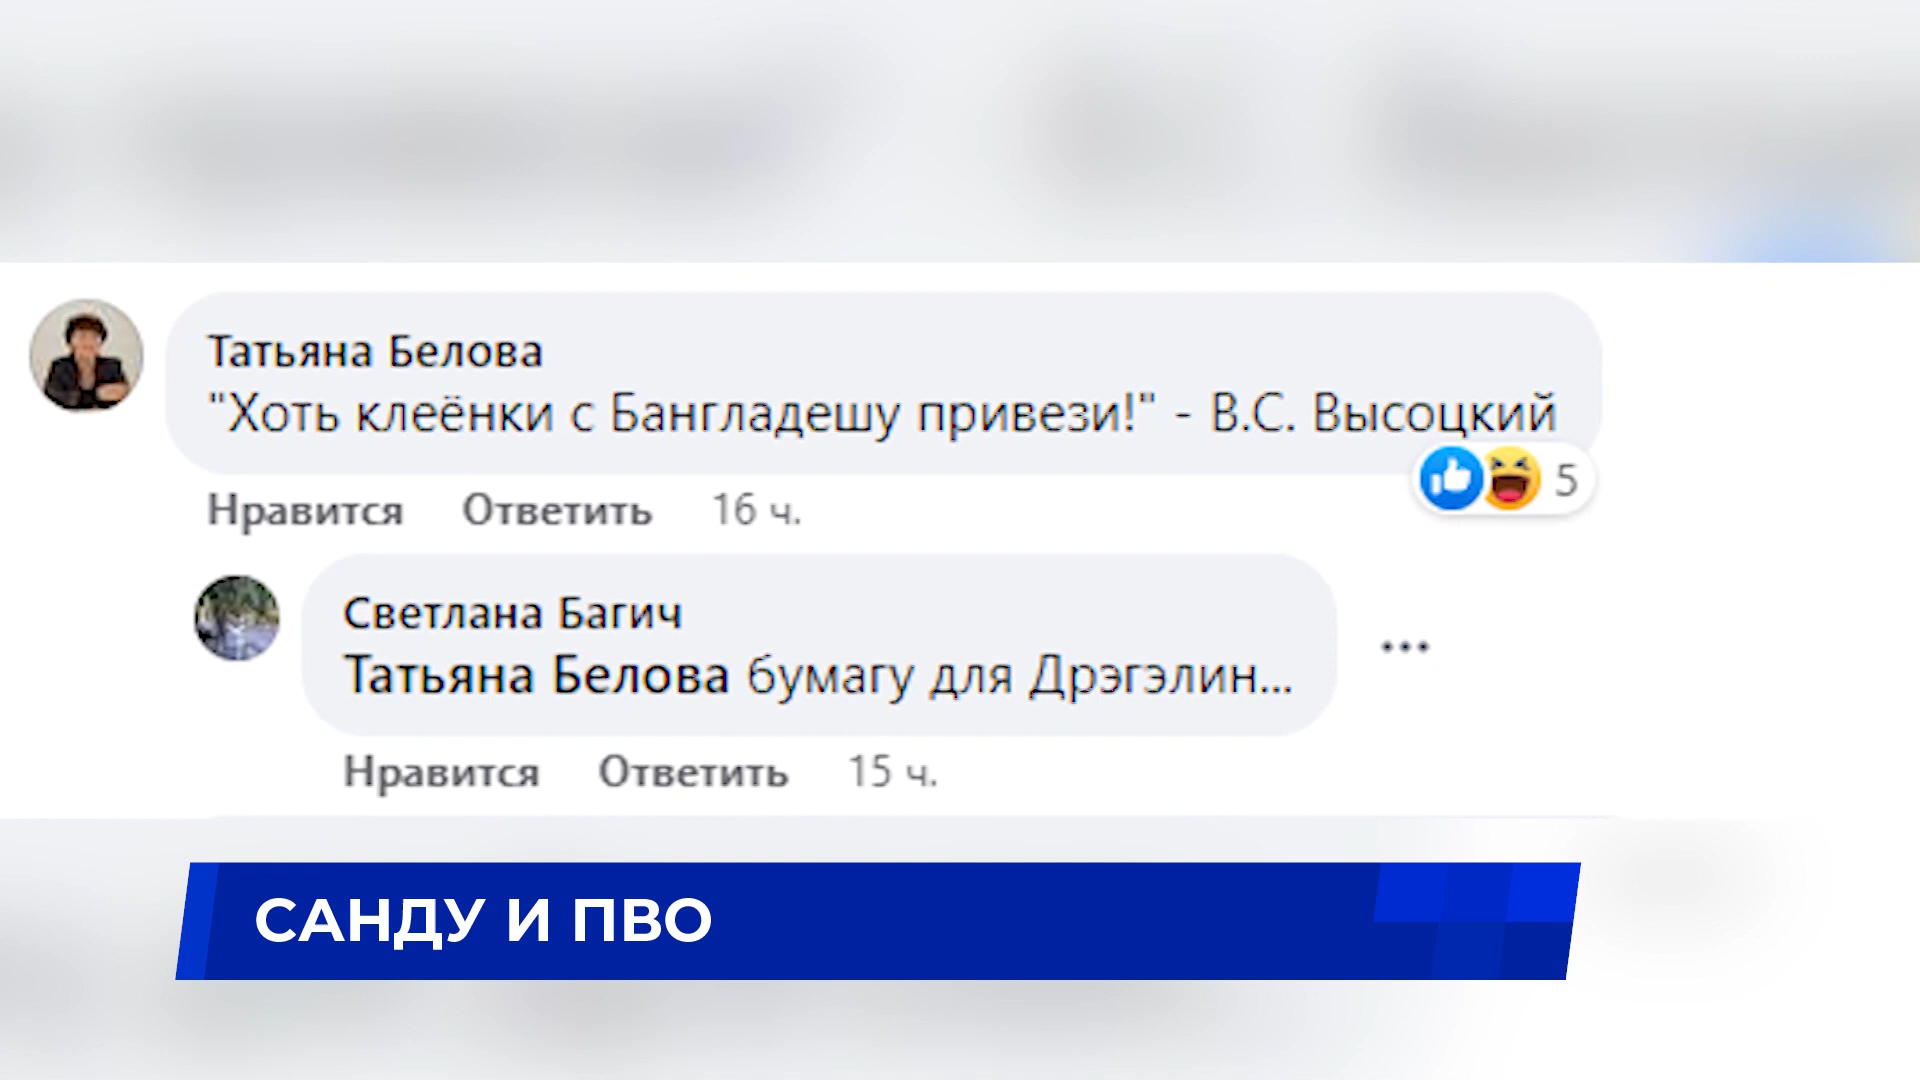 Татьяна Белова
"Хоть клеёнки с Бангладешу привези!" - В.С. Высоцкий
5
Нравится Ответить 16 ч.
Светлана Багич
Татьяна Белова бумагу для Дрэгэлин...
Нравится Ответить 15 ч.
САНДУ И ПВО